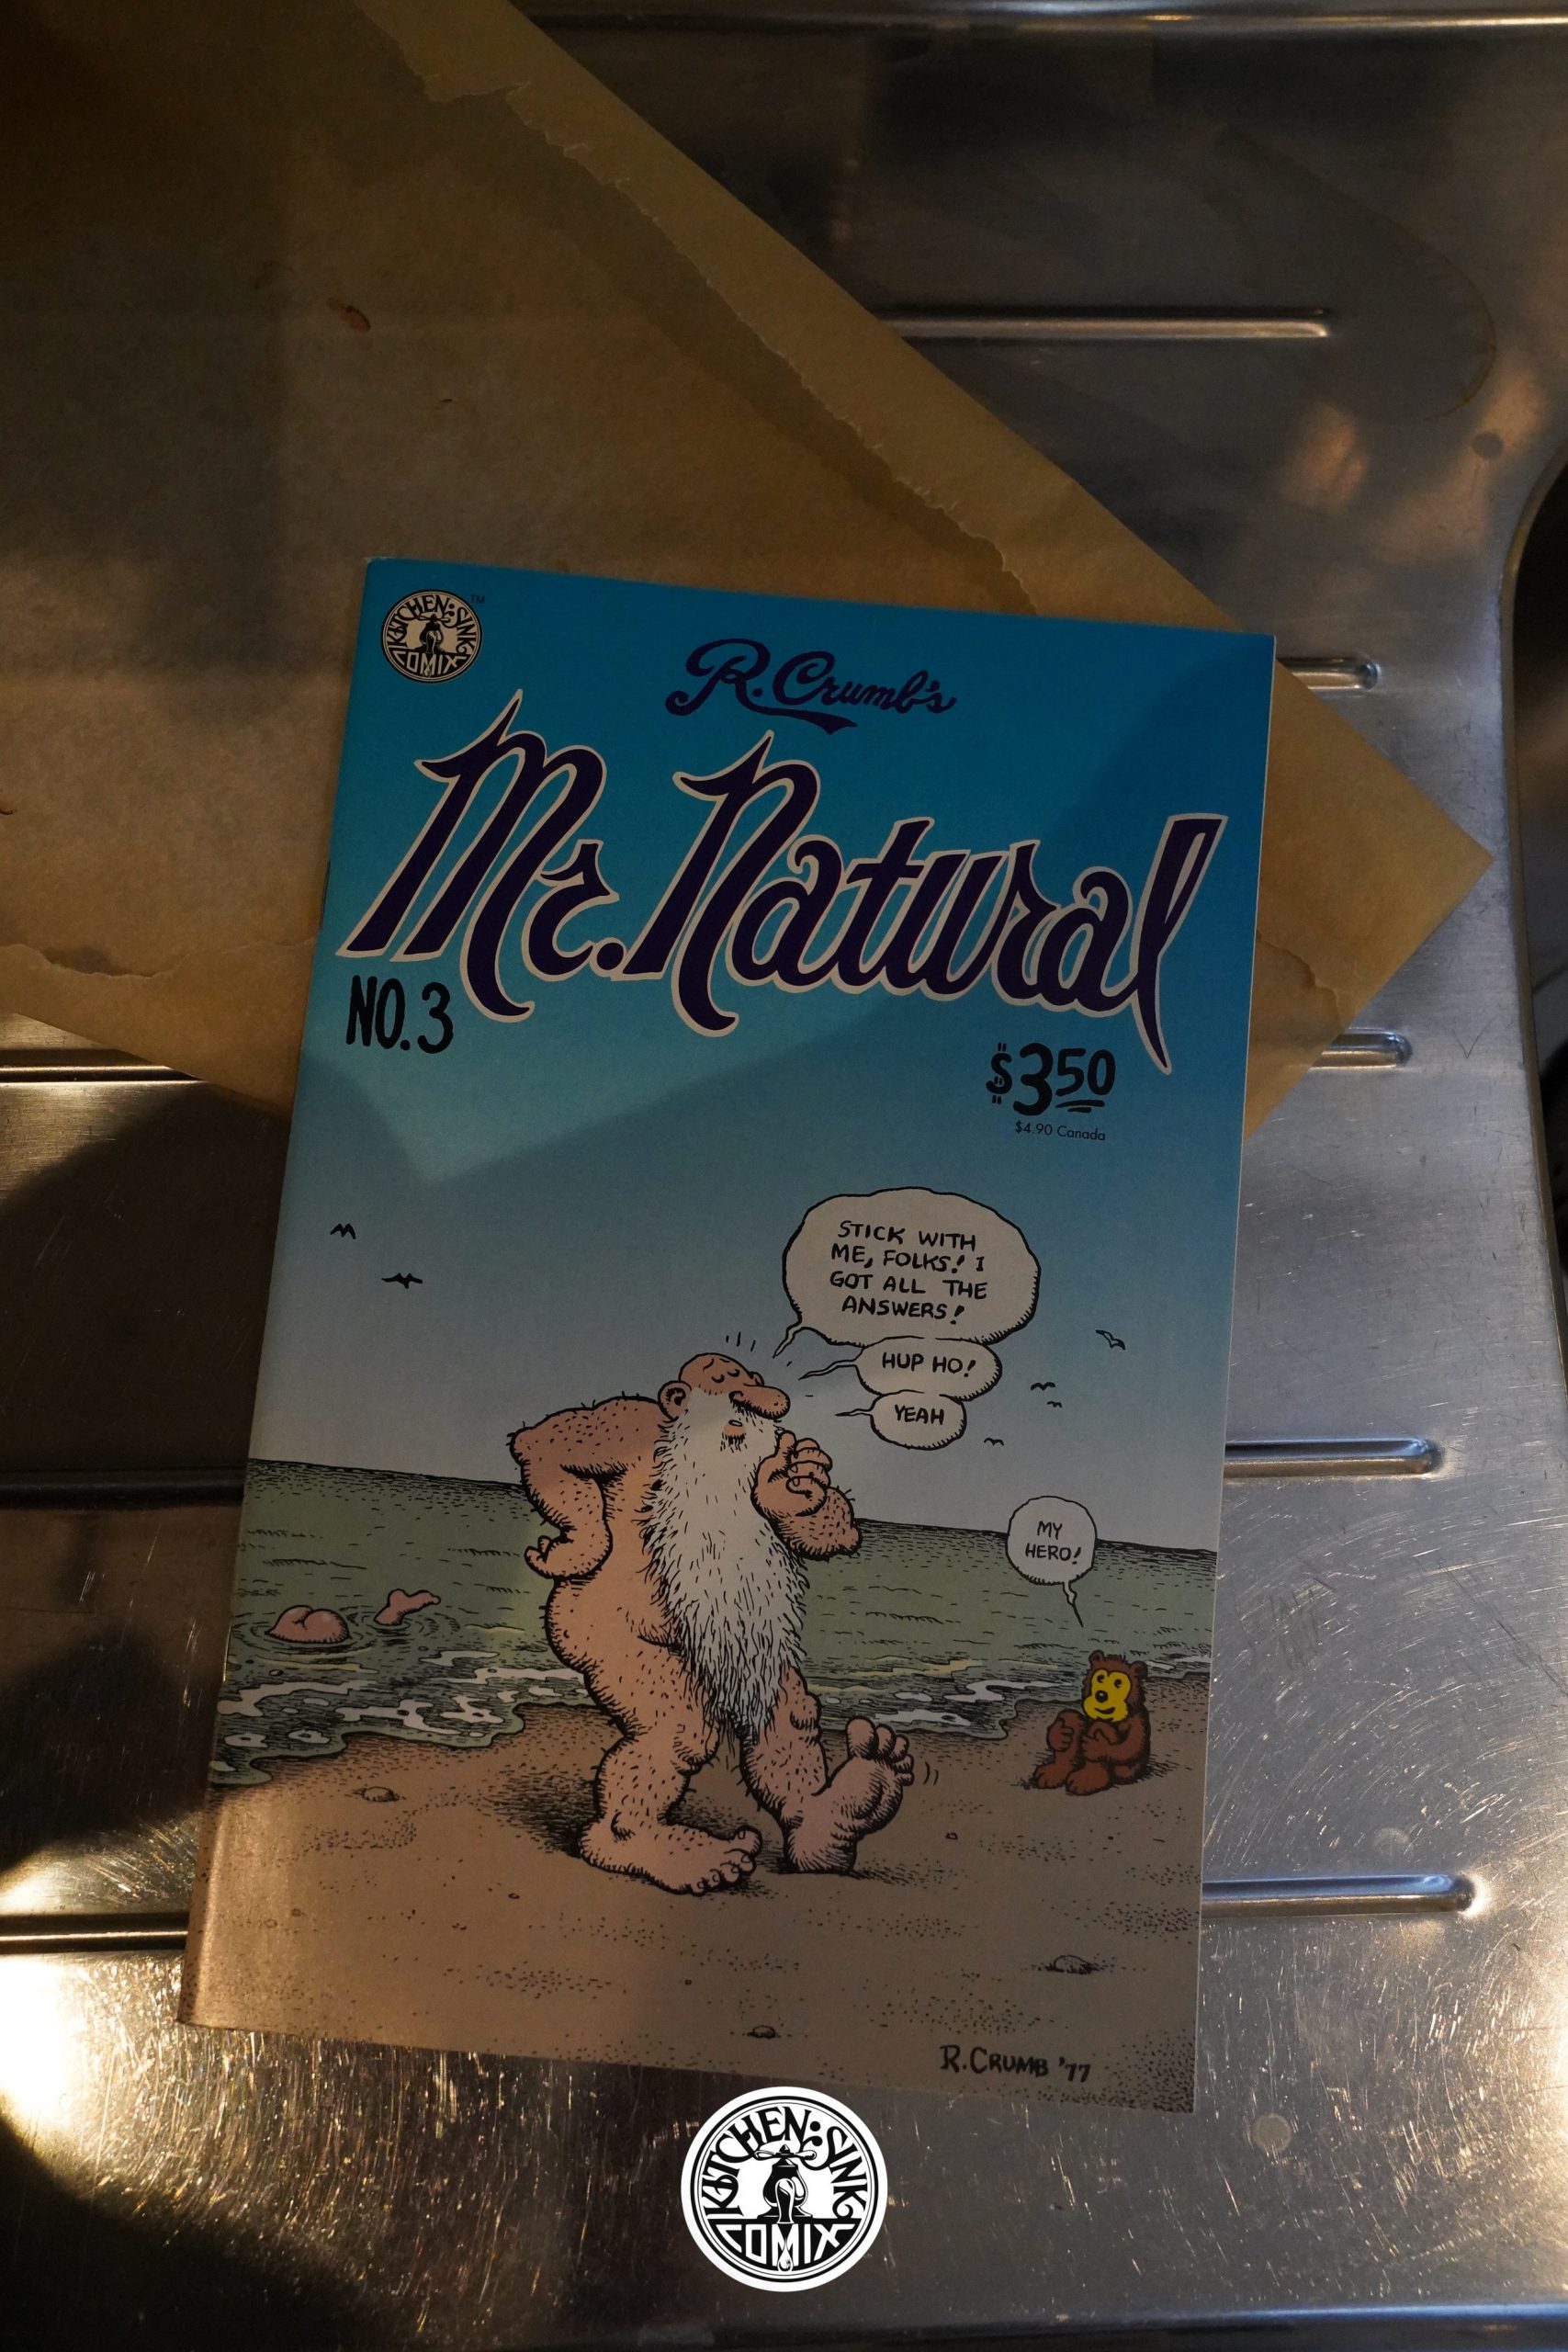 KITCHEN SINK
COMIX
TM
R. Crumb's
Mr. Natural
NO. 3
$3.50
$4.90 Canada
STICK WITH
ME, FOLKS! I
GOT ALL THE
ANSWERS!
HUP HO!
YEAH
MY
HERO!
R. CRUMB '77
KITCHEN SINK
COMIX